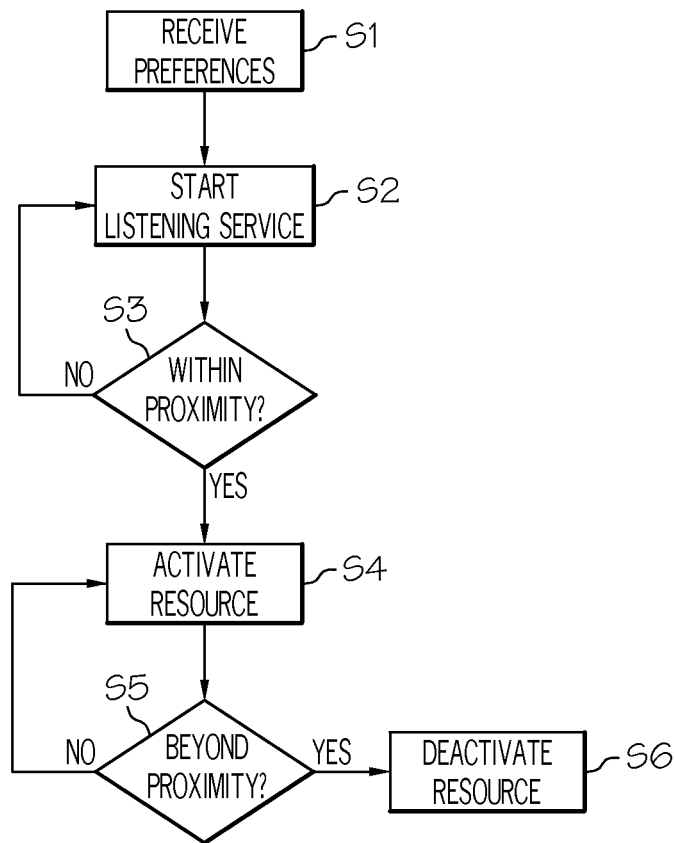 RECEIVE
PREFERENCES
S1
START
LISTENING SERVICE
S2
S3
WITHIN
PROXIMITY?
NO
YES
ACTIVATE
RESOURCE
S4
S5
BEYOND
PROXIMITY?
NO
YES
DEACTIVATE
RESOURCE
S6